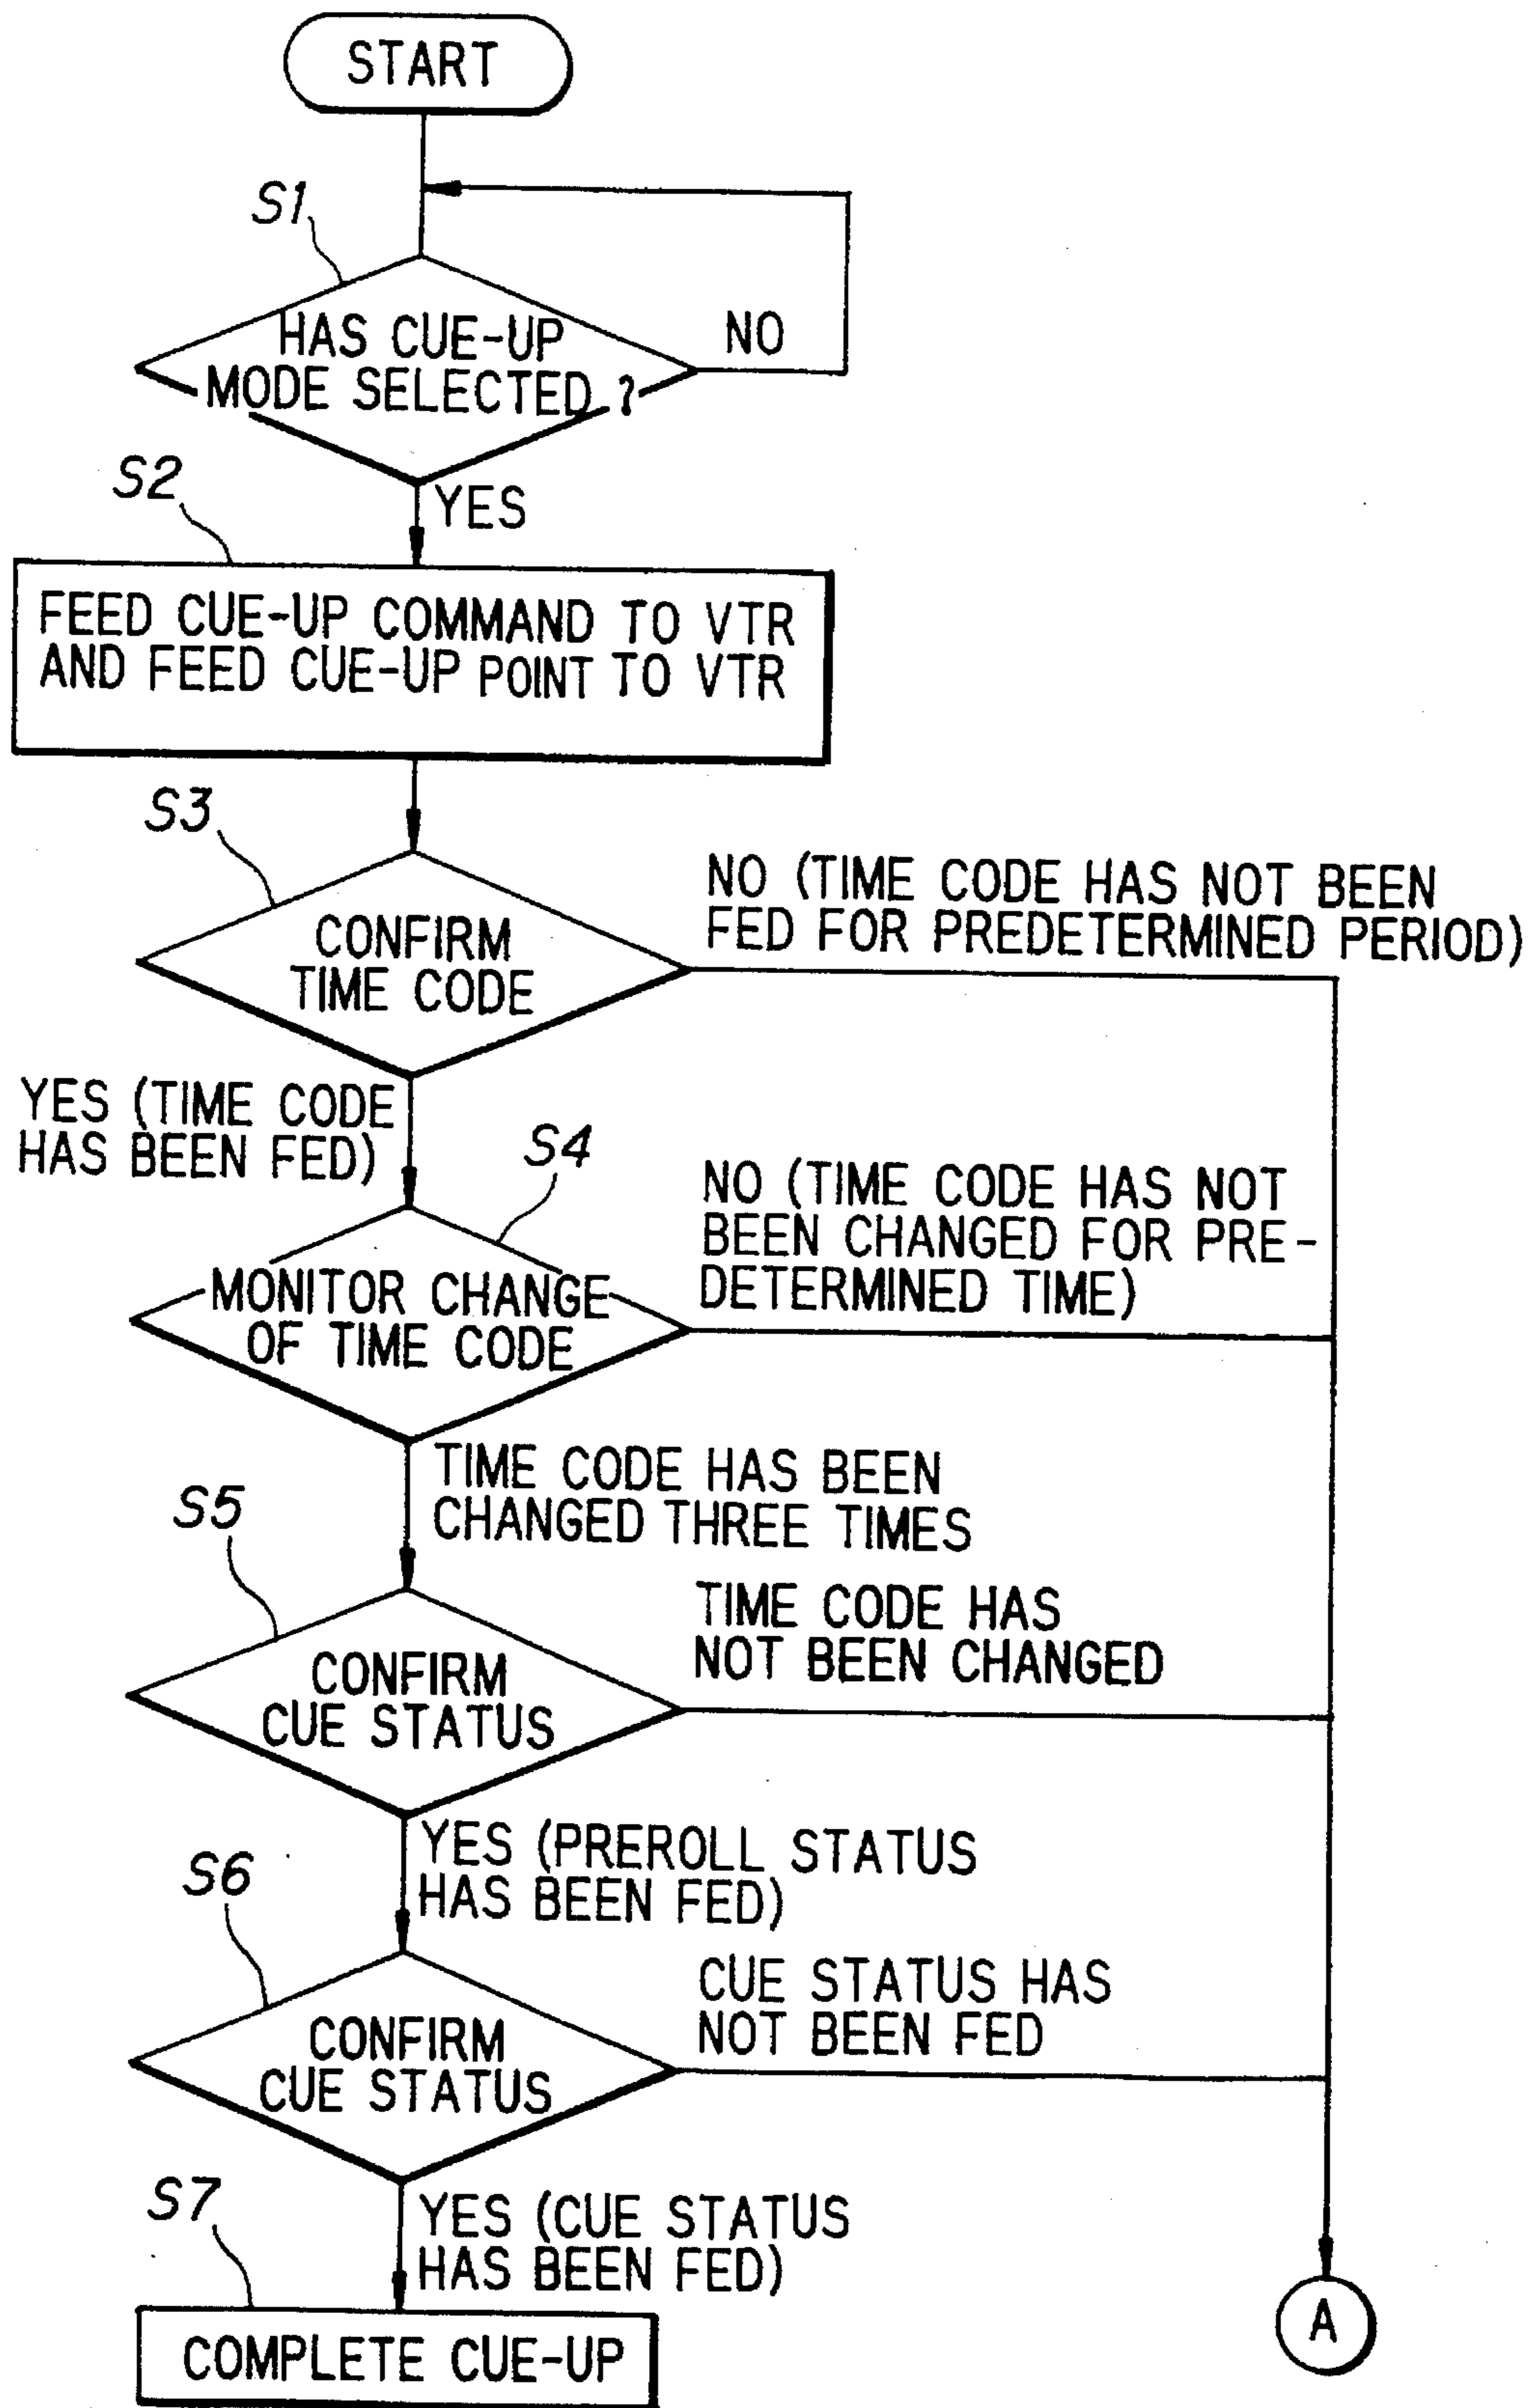 START
S1
HAS CUE-UP
MODE SELECTED ?
NO
YES
S2
FEED CUE-UP COMMAND TO VTR
AND FEED CUE-UP POINT TO VTR
S3
CONFIRM
TIME CODE
NO (TIME CODE HAS NOT BEEN
FED FOR PREDETERMINED PERIOD)
YES (TIME CODE
HAS BEEN FED)
S4
MONITOR CHANGE
OF TIME CODE
NO (TIME CODE HAS NOT
BEEN CHANGED FOR PRE-
DETERMINED TIME)
TIME CODE HAS BEEN
CHANGED THREE TIMES
S5
CONFIRM
CUE STATUS
TIME CODE HAS
NOT BEEN CHANGED
YES (PREROLL STATUS
HAS BEEN FED)
S6
CONFIRM
CUE STATUS
CUE STATUS HAS
NOT BEEN FED
YES (CUE STATUS
HAS BEEN FED)
S7
COMPLETE CUE-UP
A